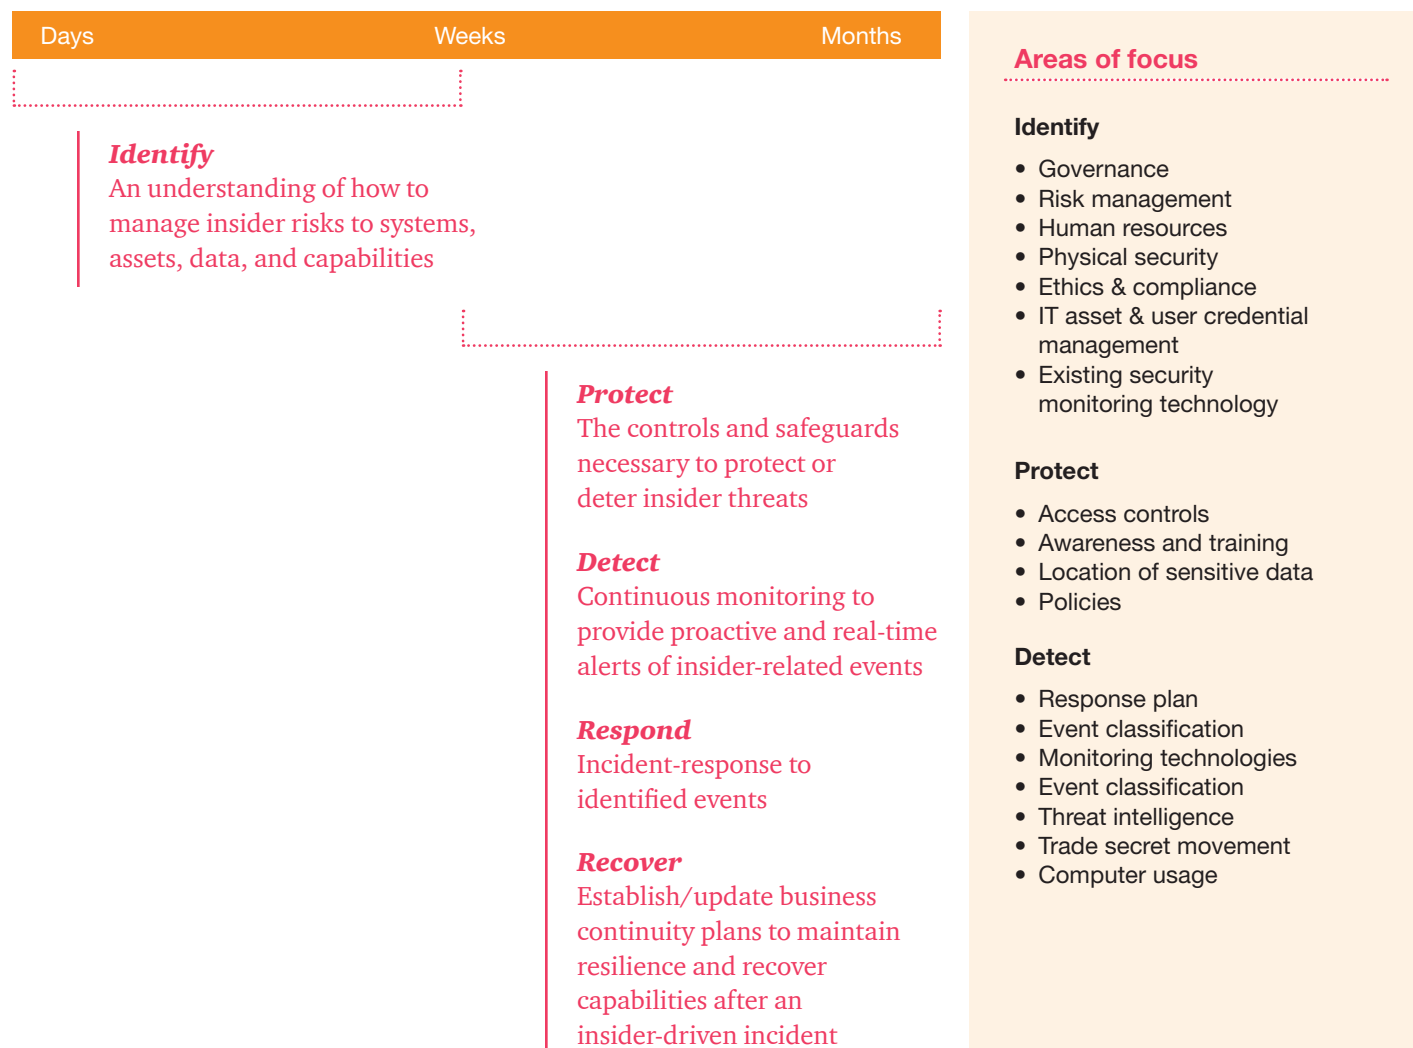 Days Weeks Months
Identify
An understanding of how to
manage insider risks to systems,
assets, data, and capabilities
Protect
The controls and safeguards
necessary to protect or
deter insider threats
Detect
Continuous monitoring to
provide proactive and real-time
alerts of insider-related events
Respond
Incident-response to
identified events
Recover
Establish/update business
continuity plans to maintain
resilience and recover
capabilities after an
insider-driven incident
Areas of focus
Identify
• Governance
• Risk management
• Human resources
• Physical security
• Ethics & compliance
• IT asset & user credential
management
• Existing security
monitoring technology
Protect
• Access controls
• Awareness and training
• Location of sensitive data
• Policies
Detect
• Response plan
• Event classification
• Monitoring technologies
• Event classification
• Threat intelligence
• Trade secret movement
• Computer usage